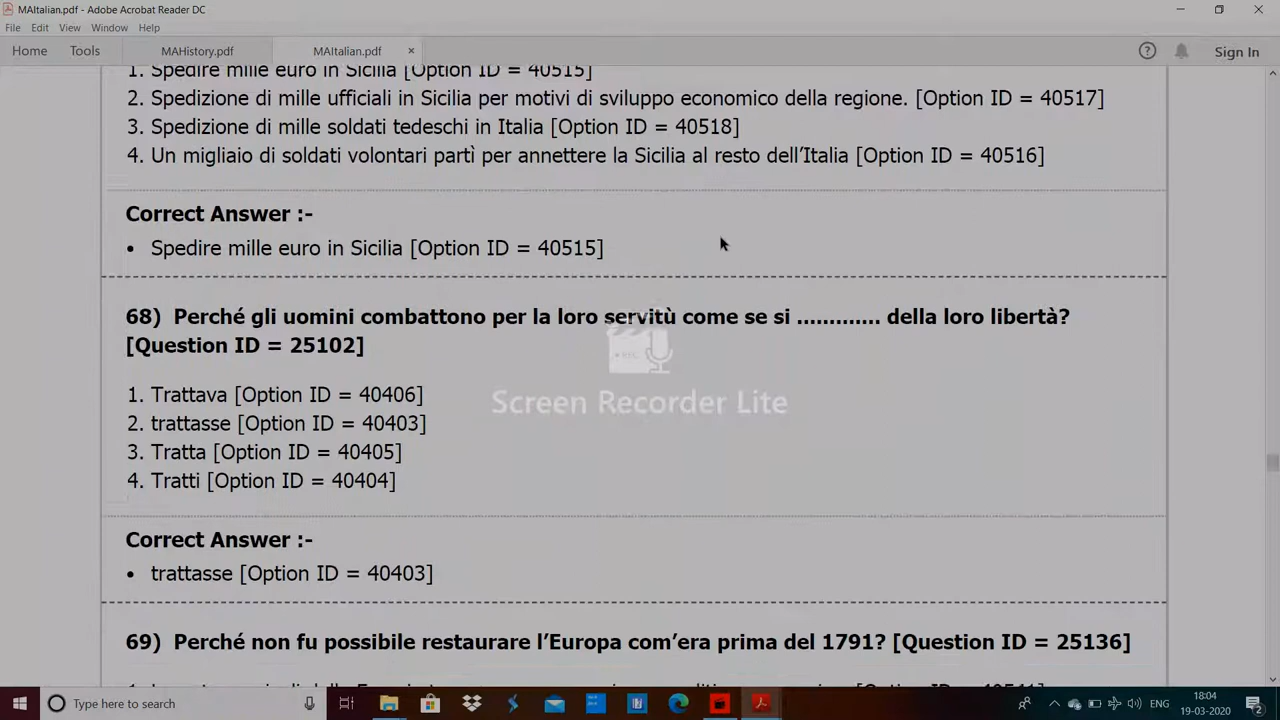 MAItalian.pdf - Adobe Acrobat Reader DC
File Edit View Window Help
Home Tools MAHistory.pdf MAItalian.pdf × Sign In
1. Spedire mille euro in Sicilia [Option ID = 40515]
2. Spedizione di mille ufficiali in Sicilia per motivi di sviluppo economico della regione. [Option ID = 40517]
3. Spedizione di mille soldati tedeschi in Italia [Option ID = 40518]
4. Un migliaio di soldati volontari partì per annettere la Sicilia al resto dell'Italia [Option ID = 40516]
Correct Answer :-
• Spedire mille euro in Sicilia [Option ID = 40515]
68) Perché gli uomini combattono per la loro servitù come se si ............. della loro libertà?
[Question ID = 25102]
REC
Screen Recorder Lite
1. Trattava [Option ID = 40406]
2. trattasse [Option ID = 40403]
3. Tratta [Option ID = 40405]
4. Tratti [Option ID = 40404]
Correct Answer :-
• trattasse [Option ID = 40403]
69) Perché non fu possibile restaurare l'Europa com'era prima del 1791? [Question ID = 25136]
Type here to search
ENG
18:04
19-03-2020
2